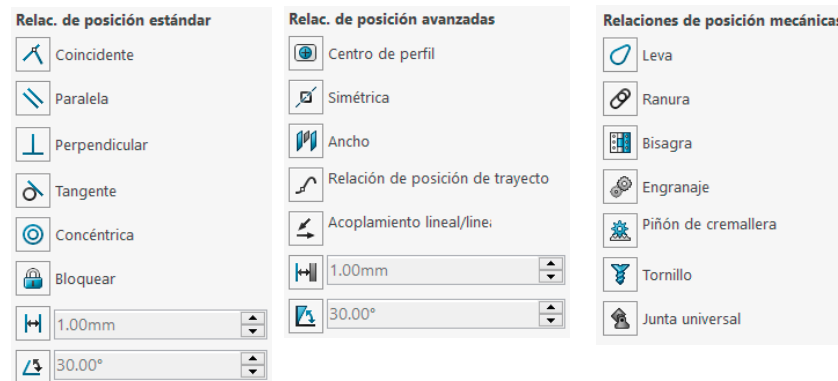 Relac. de posición estándar
Coincidente
Paralela
Perpendicular
Tangente
Concéntrica
Bloquear
1.00mm
30.00°
Relac. de posición avanzadas
Centro de perfil
Simétrica
Ancho
Relación de posición de trayecto
Acoplamiento lineal/line
1.00mm
30.00°
Relaciones de posición mecánicas
Leva
Ranura
Bisagra
Engranaje
Piñón de cremallera
Tornillo
Junta universal